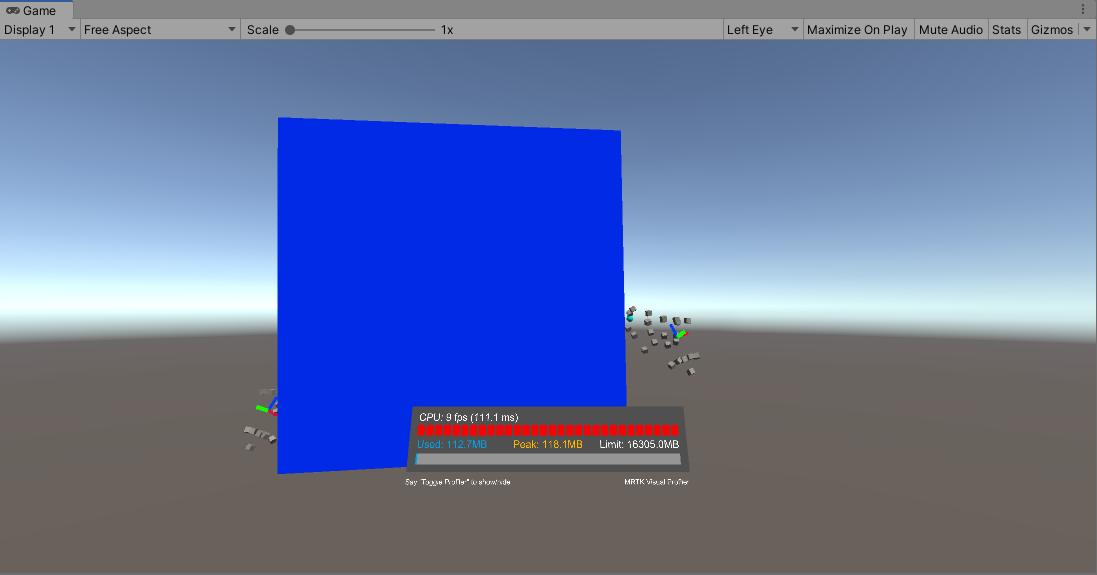 Game
Display 1 Free Aspect Scale 1x Left Eye Maximize On Play Mute Audio Stats Gizmos
CPU: 9 fps (111.1 ms)
Used: 112.7MB Peak: 118.1MB Limit: 16305.0MB
Say "Toggle Profiler" to show/hide MRTK Visual Profiler